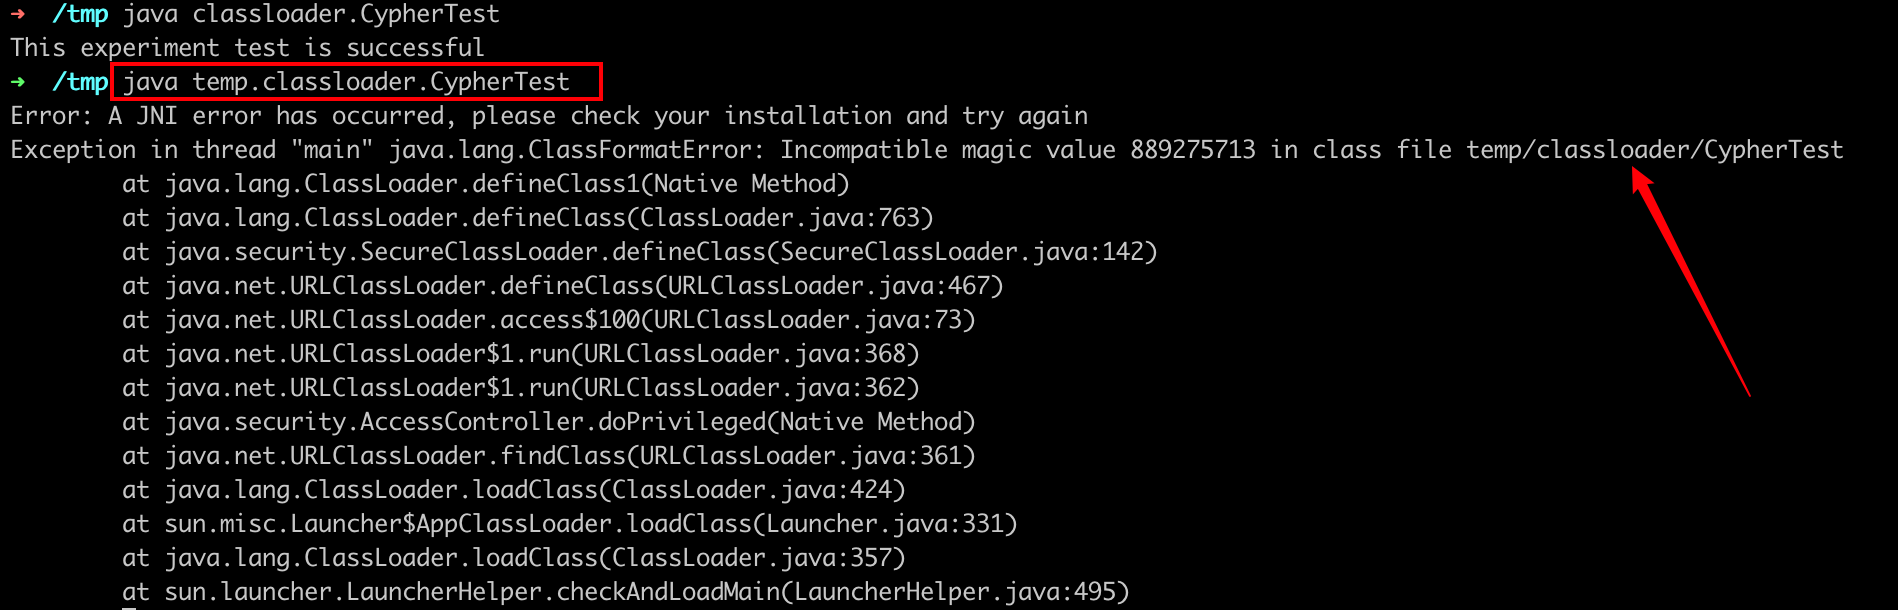 ➜  /tmp java classloader.CypherTest
This experiment test is successful
➜  /tmp java temp.classloader.CypherTest
Error: A JNI error has occurred, please check your installation and try again
Exception in thread "main" java.lang.ClassFormatError: Incompatible magic value 889275713 in class file temp/classloader/CypherTest
        at java.lang.ClassLoader.defineClass1(Native Method)
        at java.lang.ClassLoader.defineClass(ClassLoader.java:763)
        at java.security.SecureClassLoader.defineClass(SecureClassLoader.java:142)
        at java.net.URLClassLoader.defineClass(URLClassLoader.java:467)
        at java.net.URLClassLoader.access$100(URLClassLoader.java:73)
        at java.net.URLClassLoader$1.run(URLClassLoader.java:368)
        at java.net.URLClassLoader$1.run(URLClassLoader.java:362)
        at java.security.AccessController.doPrivileged(Native Method)
        at java.net.URLClassLoader.findClass(URLClassLoader.java:361)
        at java.lang.ClassLoader.loadClass(ClassLoader.java:424)
        at sun.misc.Launcher$AppClassLoader.loadClass(Launcher.java:331)
        at java.lang.ClassLoader.loadClass(ClassLoader.java:357)
        at sun.launcher.LauncherHelper.checkAndLoadMain(LauncherHelper.java:495)